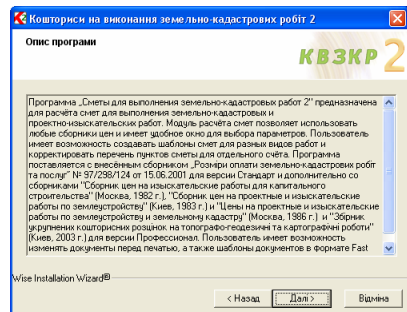 Кошториси на виконання земельно-кадастрових робіт 2
Опис програми
КВЗКР 2
Программа „Сметы для выполнения земельно-кадастровых работ 2" предназначена
для расчёта смет для выполнения земельно-кадастровых и
проектно-изыскательских работ. Модуль расчёта смет позволяет использовать
любые сборники цен и имеет удобное окно для выбора параметров. Пользователь
имеет возможность создавать шаблоны смет для разных видов работ и
корректировать перечень пунктов сметы для отдельного счёта. Программа
поставляется с внесённым сборником „Розміри оплати земельно-кадастрових робіт
та послуг" № 97/298/124 от 15.06.2001 для версии Стандарт и дополнительно со
сборниками "Сборник цен на изыскательские работы для капитального
строительства" (Москва, 1982 г.), "Сборник цен на проектные и изыскательские
работы по землеустройству" (Киев, 1983 г.) и "Цены на проектные и изыскательские
работы по землеустройству и земельному кадастру" (Москва, 1986 г.) и "Збірник
укрупнених кошторисних розцінок на топографо-геодезичні та картографічні роботи"
(Киев, 2003 г.) для версии Профессионал. Пользователь имеет возможность
изменять документы перед печатью, а также шаблоны документов в формате Fast
Wise Installation Wizard®
< Назад
Далі >
Відміна